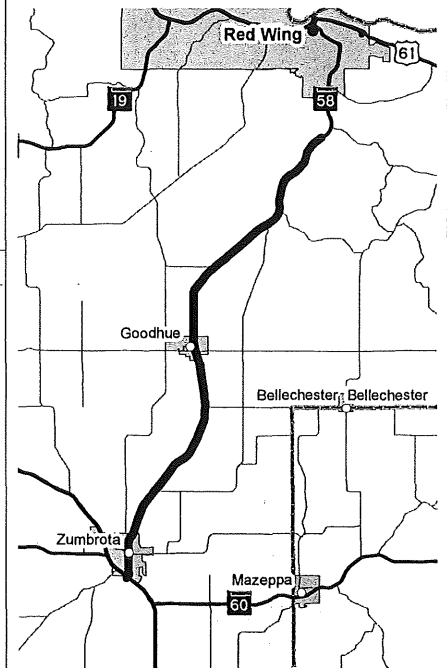 Red Wing
61
19
58
Goodhue
Bellechester Bellechester
Zumbrota
Mazeppa
60